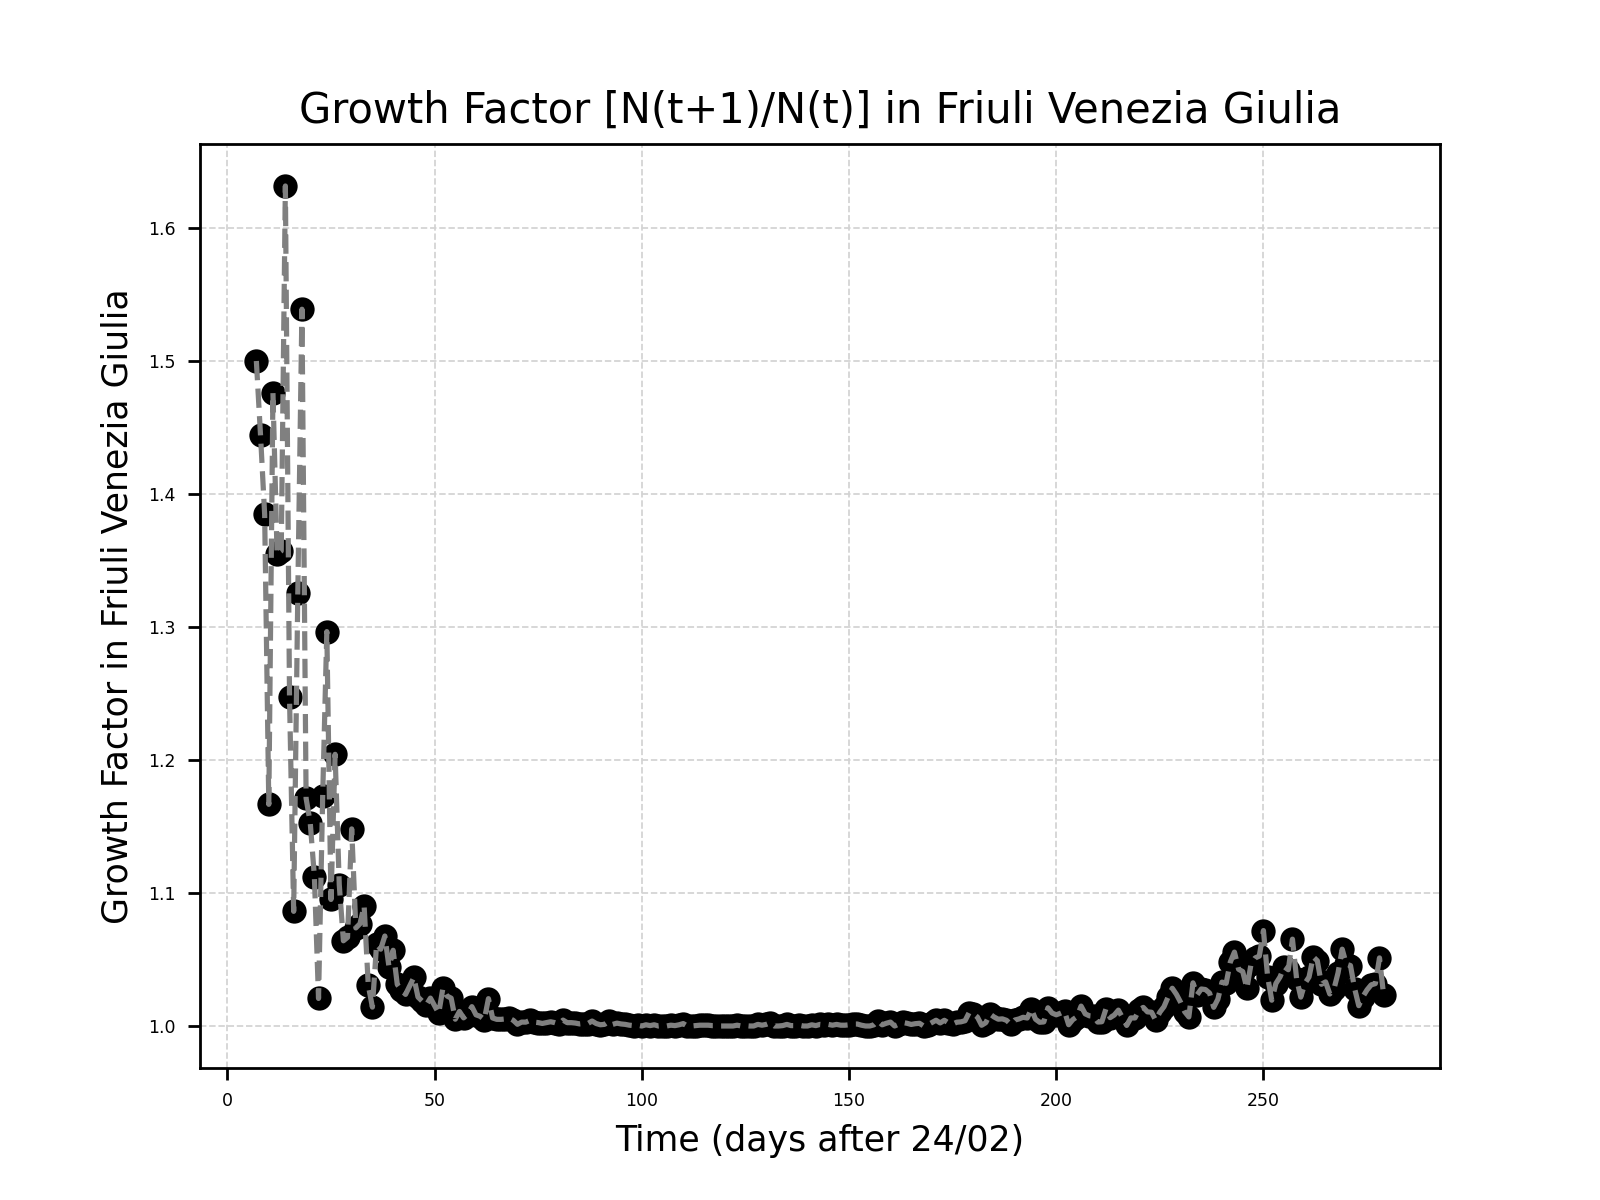 Growth Factor [N(t+1)/N(t)] in Friuli Venezia Giulia
Growth Factor in Friuli Venezia Giulia
1.6
1.5
1.4
1.3
1.2
1.1
1.0
0 50 100 150 200 250
Time (days after 24/02)